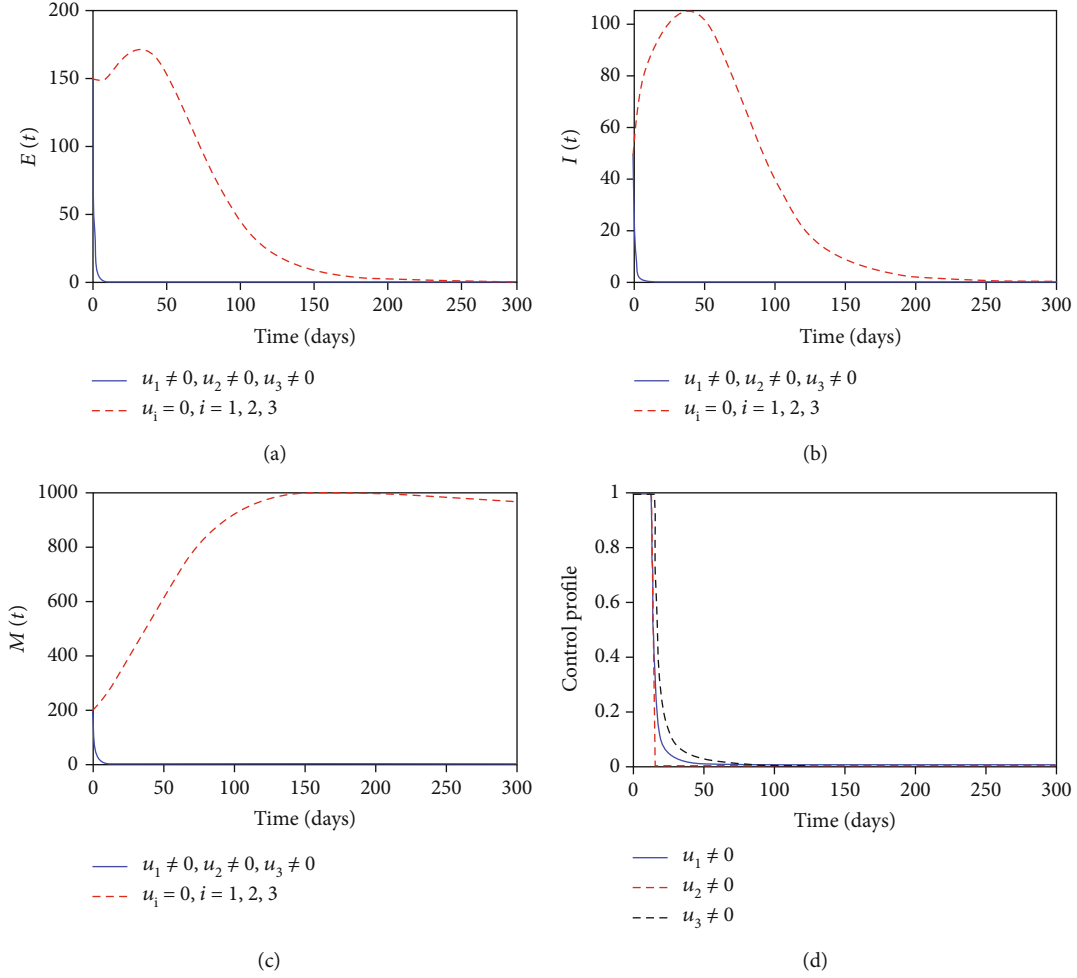 200
150
100
50
0
E (t)
0 50 100 150 200 250 300
Time (days)
u₁ ≠ 0, u₂ ≠ 0, u₃ ≠ 0
uᵢ = 0, i = 1, 2, 3
(a)
100
80
60
40
20
0
I (t)
0 50 100 150 200 250 300
Time (days)
u₁ ≠ 0, u₂ ≠ 0, u₃ ≠ 0
uᵢ = 0, i = 1, 2, 3
(b)
1000
800
600
400
200
0
M (t)
0 50 100 150 200 250 300
Time (days)
u₁ ≠ 0, u₂ ≠ 0, u₃ ≠ 0
uᵢ = 0, i = 1, 2, 3
(c)
1
0.8
0.6
0.4
0.2
0
Control profile
0 50 100 150 200 250 300
Time (days)
u₁ ≠ 0
u₂ ≠ 0
u₃ ≠ 0
(d)